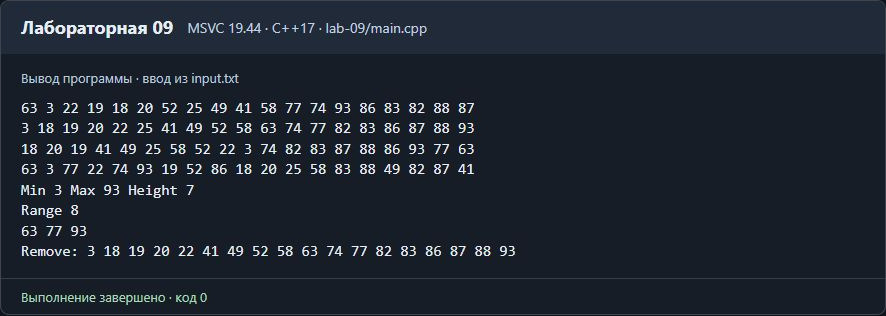 Лабораторная 09 MSVC 19.44 · C++17 · lab-09/main.cpp
Вывод программы · ввод из input.txt
63 3 22 19 18 20 52 25 49 41 58 77 74 93 86 83 82 88 87
3 18 19 20 22 25 41 49 52 58 63 74 77 82 83 86 87 88 93
18 20 19 41 49 25 58 52 22 3 74 82 83 87 88 86 93 77 63
63 3 77 22 74 93 19 52 86 18 20 25 58 83 88 49 82 87 41
Min 3 Max 93 Height 7
Range 8
63 77 93
Remove: 3 18 19 20 22 41 49 52 58 63 74 77 82 83 86 87 88 93
Выполнение завершено · код 0